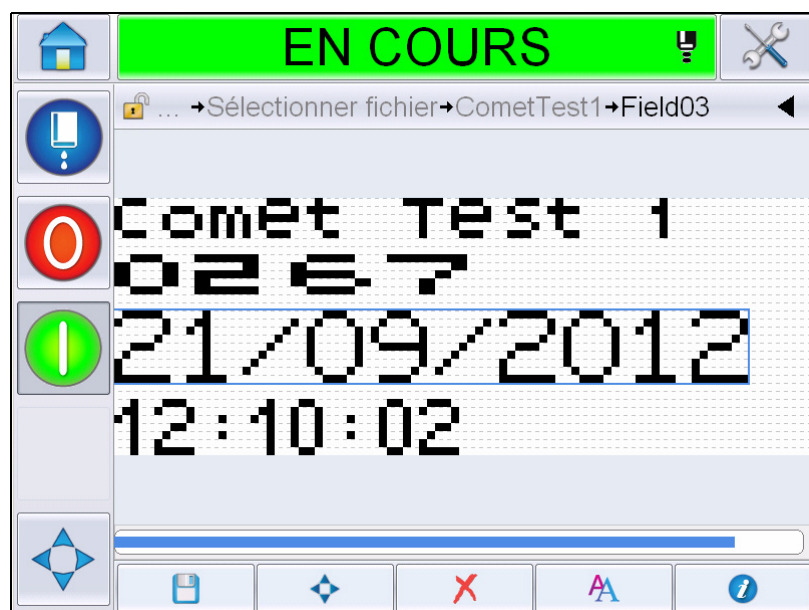 EN COURS
... →Sélectionner fichier→CometTest1→Field03
Comet Test 1
0267
21/09/2012
12:10:02